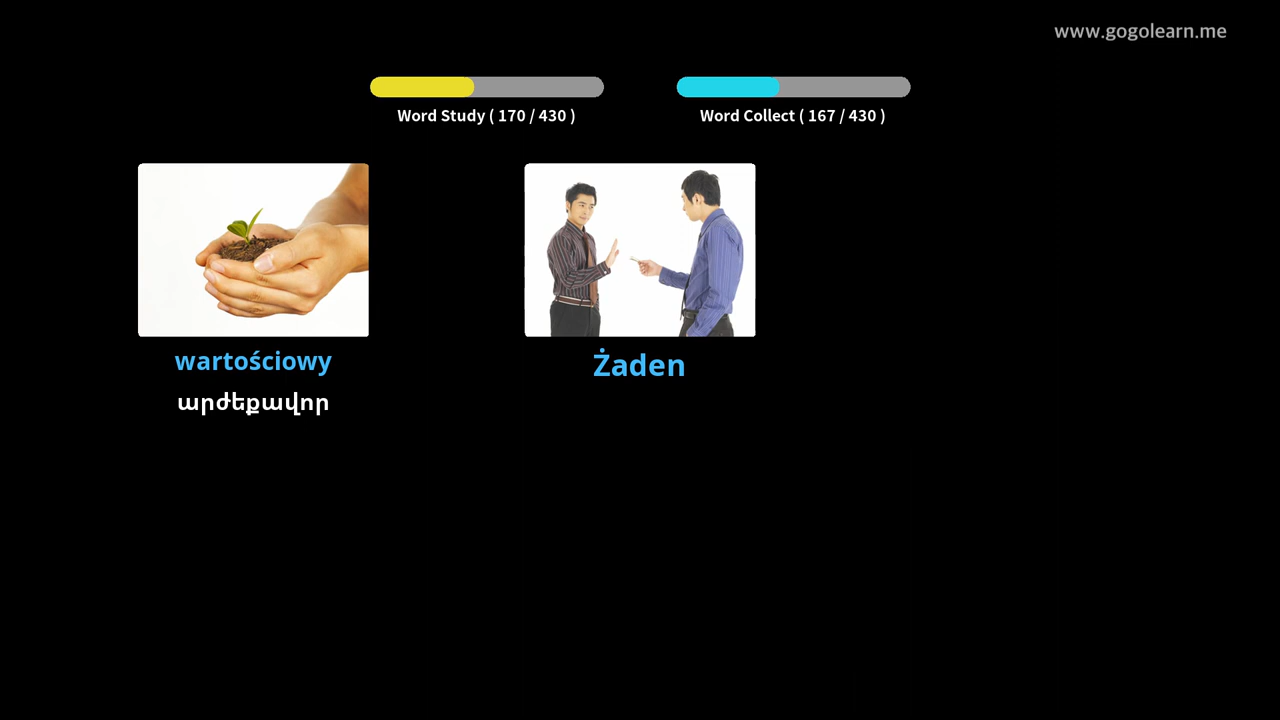 www.gogolearn.me
Word Study ( 170 / 430 )
Word Collect ( 167 / 430 )
wartościowy
արժեքավոր
Żaden